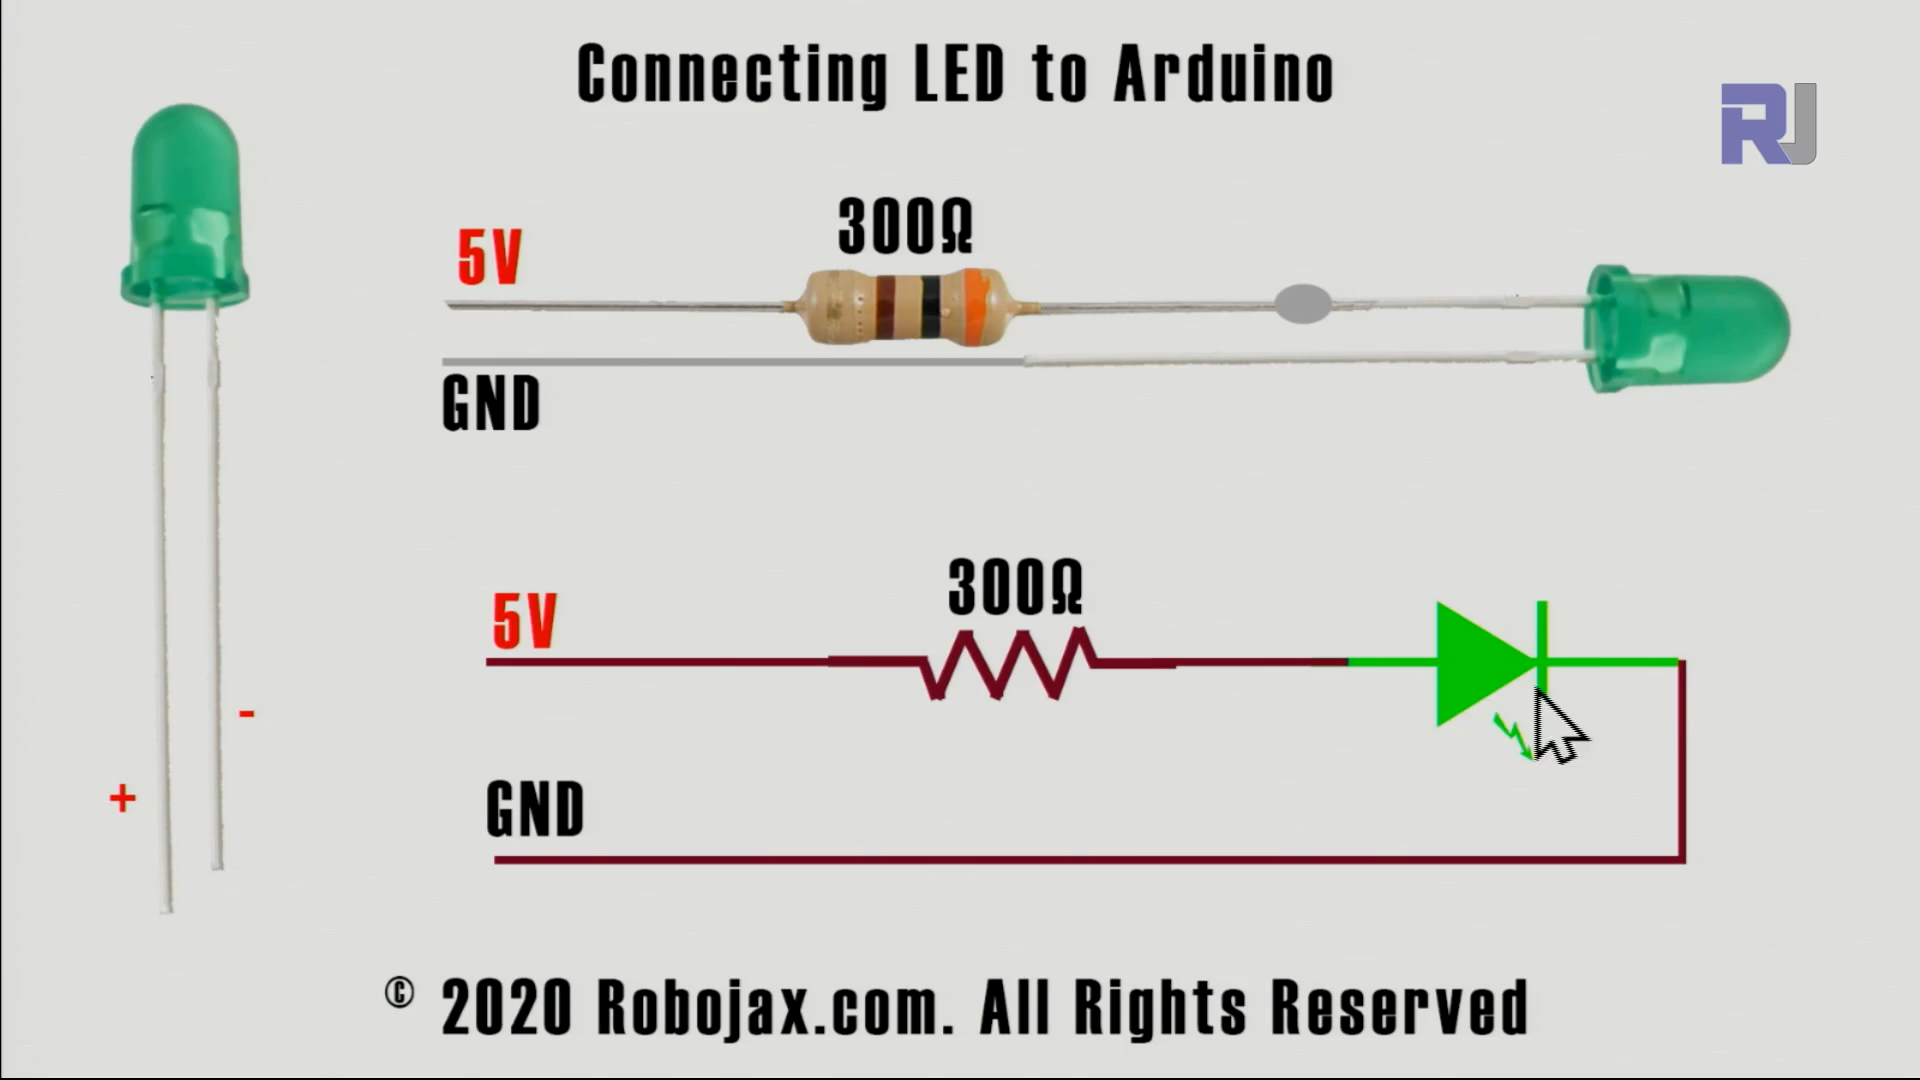 Connecting LED to Arduino
RJ
300Ω
5V
GND
300Ω
5V
-
+
GND
© 2020 Robojax.com. All Rights Reserved